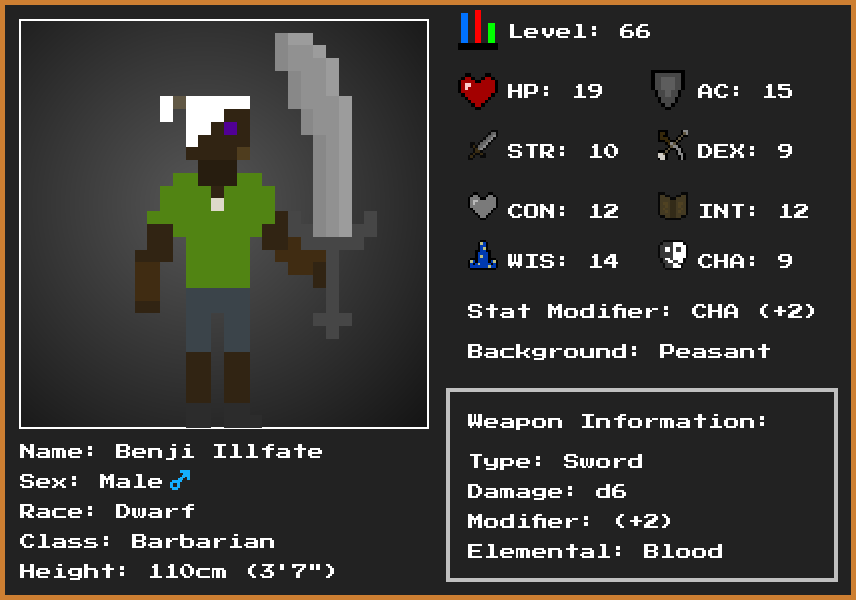 Level: 66
HP: 19 AC: 15
STR: 10 DEX: 9
CON: 12 INT: 12
WIS: 14 CHA: 9
Stat Modifier: CHA (+2)
Background: Peasant
Name: Benji Illfate
Sex: Male ♂
Race: Dwarf
Class: Barbarian
Height: 110cm (3'7")
Weapon Information:
Type: Sword
Damage: d6
Modifier: (+2)
Elemental: Blood